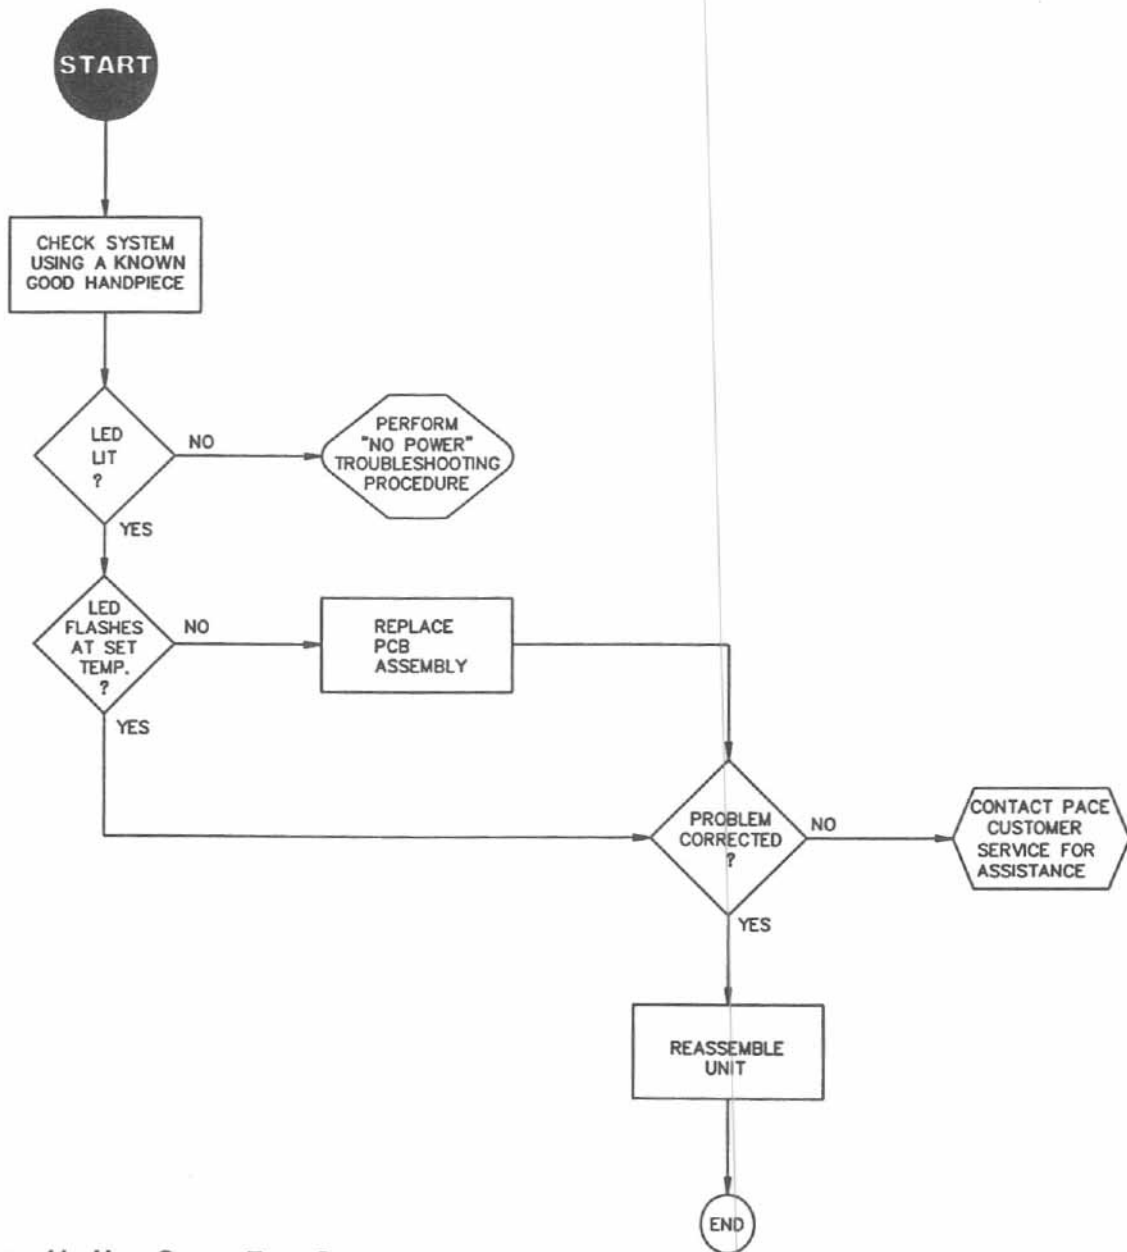 START
CHECK SYSTEM
USING A KNOWN
GOOD HANDPIECE
LED
LIT
?
NO
PERFORM
"NO POWER"
TROUBLESHOOTING
PROCEDURE
YES
LED
FLASHES
AT SET
TEMP.
?
NO
REPLACE
PCB
ASSEMBLY
YES
PROBLEM
CORRECTED
?
NO
CONTACT PACE
CUSTOMER
SERVICE FOR
ASSISTANCE
YES
REASSEMBLE
UNIT
END